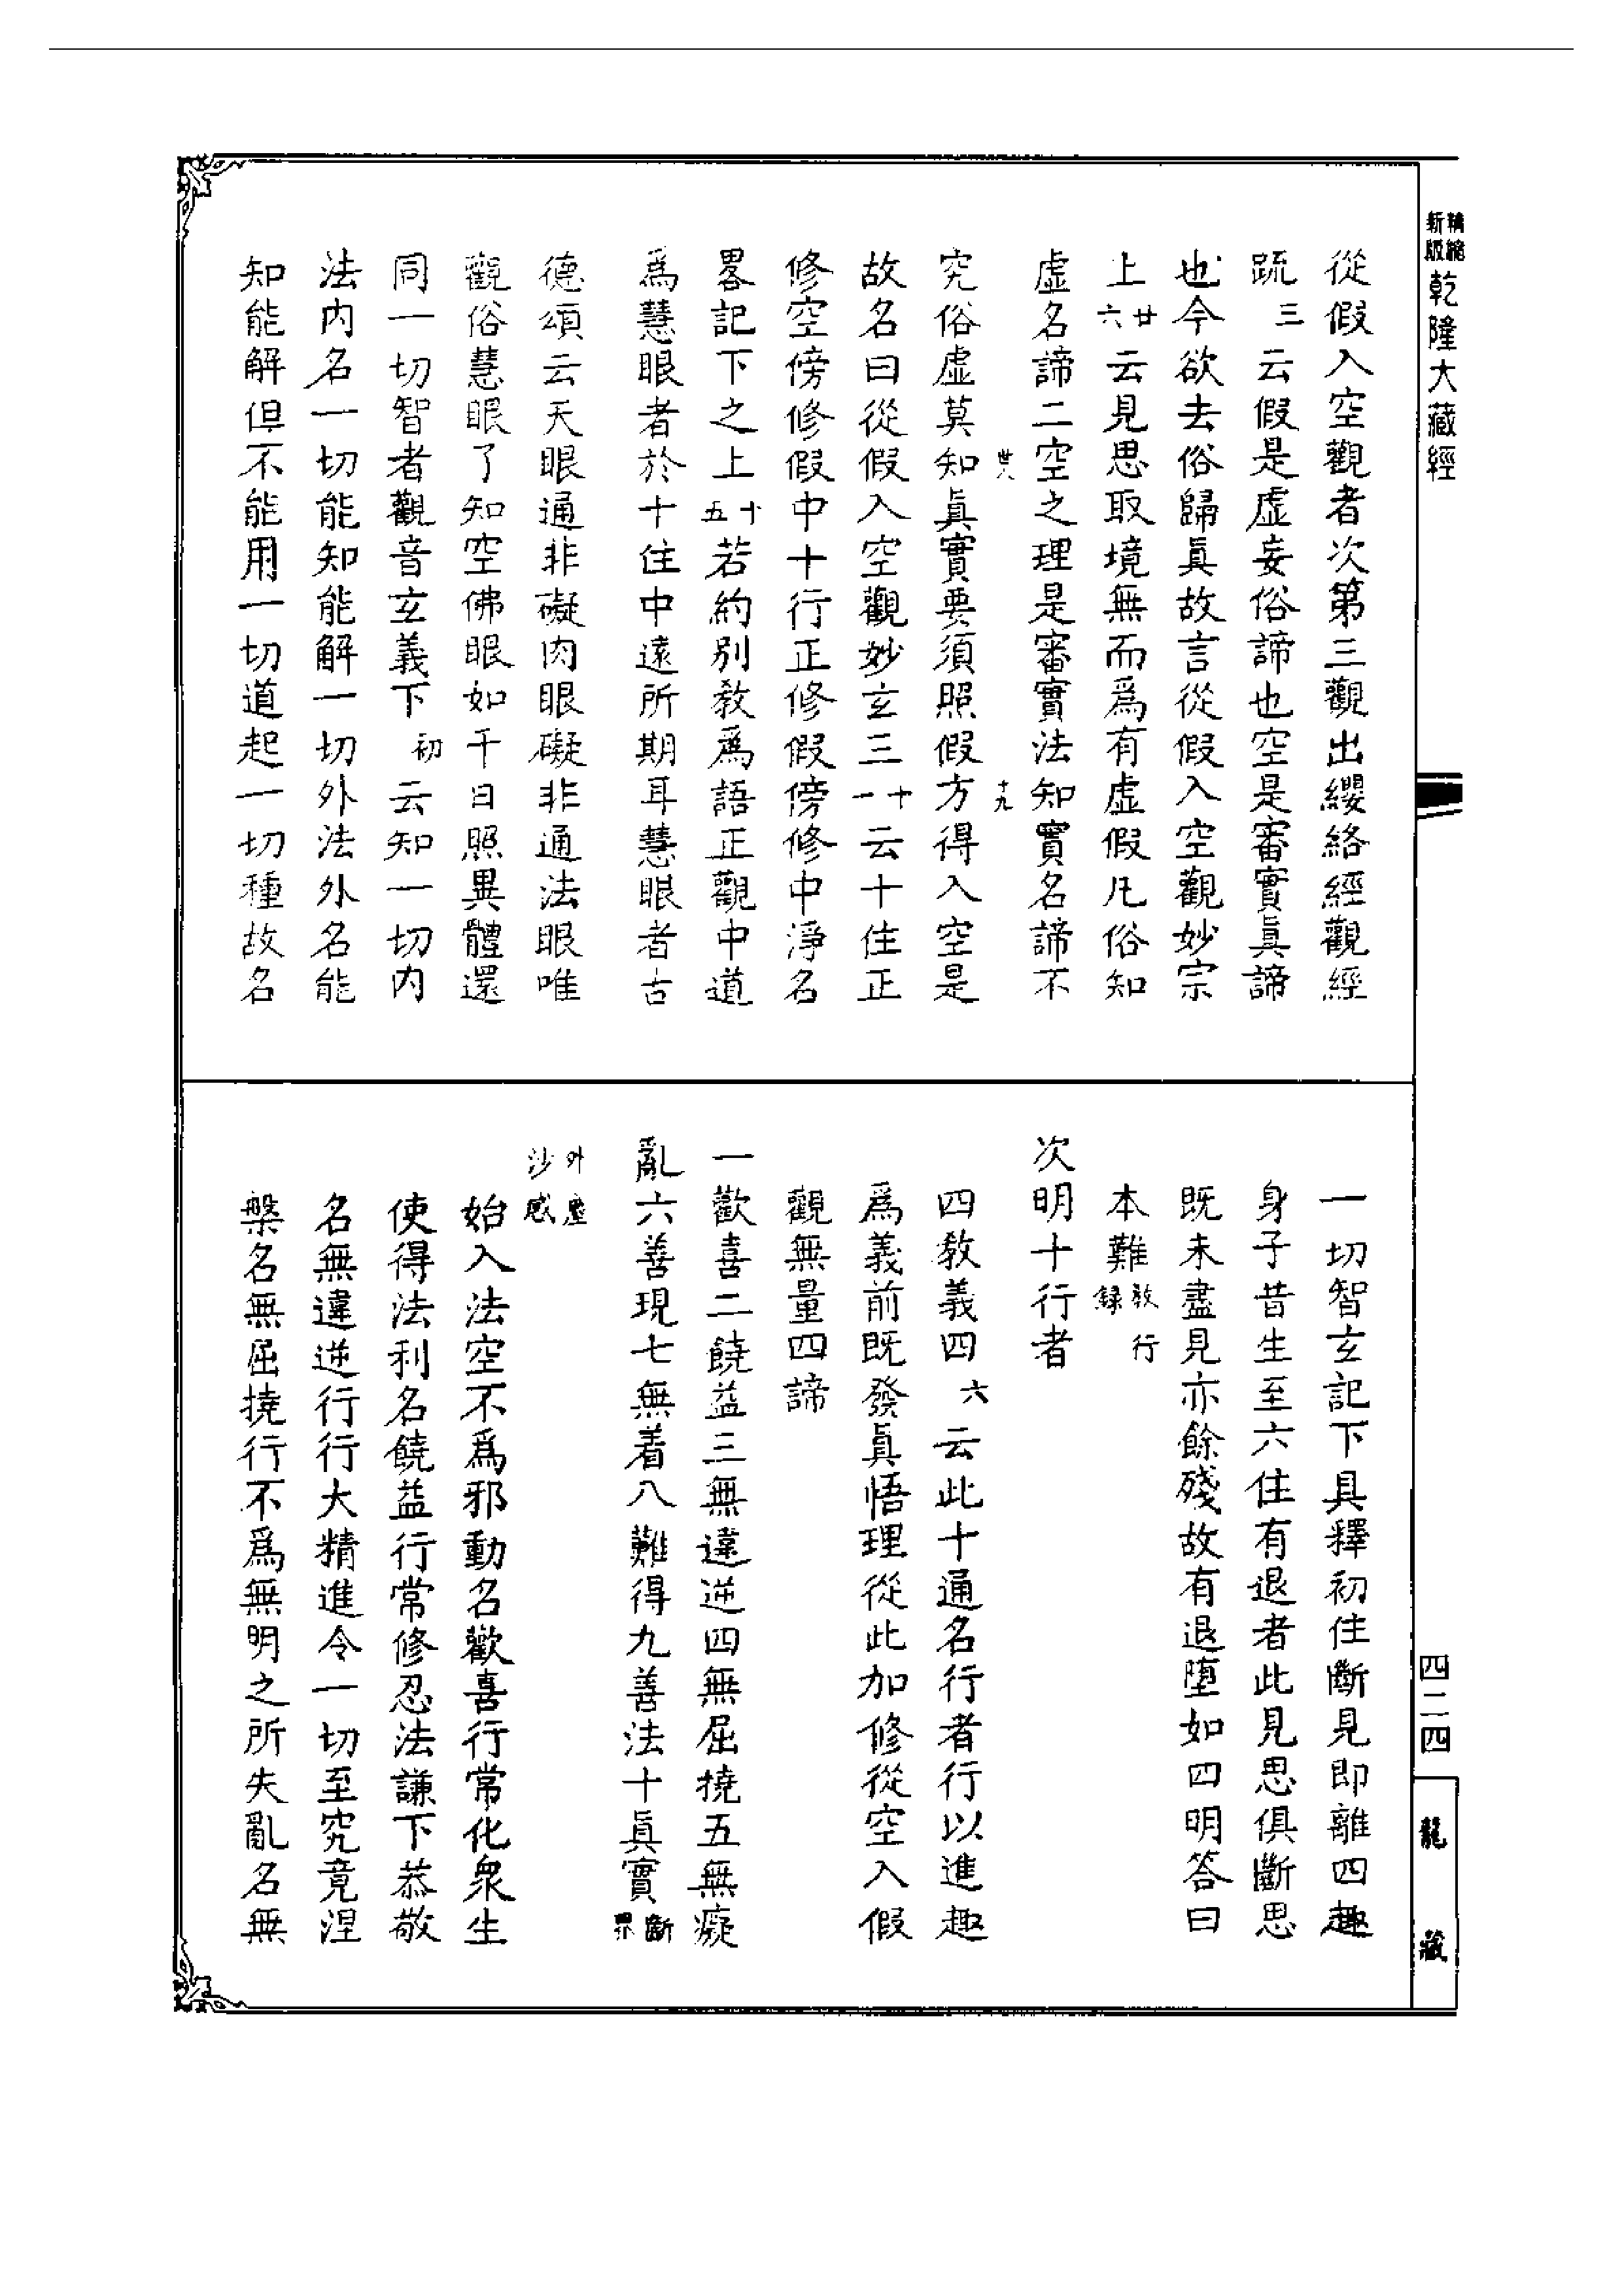 精縮新版乾隆大藏經
從假入空觀者次第三觀出纓絡經觀經
䟽三云假是虛妄俗諦也空是審實眞諦
也今欲去俗歸眞故言從假入空觀妙宗
上廿六云見思取境無而爲有虛假凡俗知
虛名諦二空之理是審實法知實名諦不
世八 十九
究俗虛莫知眞實要須照假方得入空是
故名曰從假入空觀妙玄三十一云十住正
修空傍修假中十行正修假傍修中淨名
畧記下之上十五若約別敎爲語正觀中道
爲慧眼者於十住中遠所期耳慧眼者古
德頌云天眼通非礙肉眼礙非通法眼唯
觀俗慧眼了知空佛眼如千日照異體還
同一切智者觀音玄義下初云知一切內
法內名一切能知能解一切外法外名能
知能解但不能用一切道起一切種故名
一切智玄記下具釋初住斷見即離四趣
身子昔生至六住有退者此見思俱斷思
既未盡見亦餘殘故有退墮如四明答日
本難敎行錄
次明十行者
四敎義四六云此十通名行者行以進趣
爲義前既發眞悟理從此加修從空入假
觀無量四諦
一歡喜二饒益三無違逆四無屈撓五無癡
亂六善現七無着八難得九善法十眞實斷界
外塵沙惑
始入法空不爲邪動名歡喜行常化衆生
使得法利名饒益行常修忍法謙下恭敬
名無違逆行行大精進令一切至究竟涅
槃名無屈撓行不爲無明之所失亂名無
四二四
龍藏